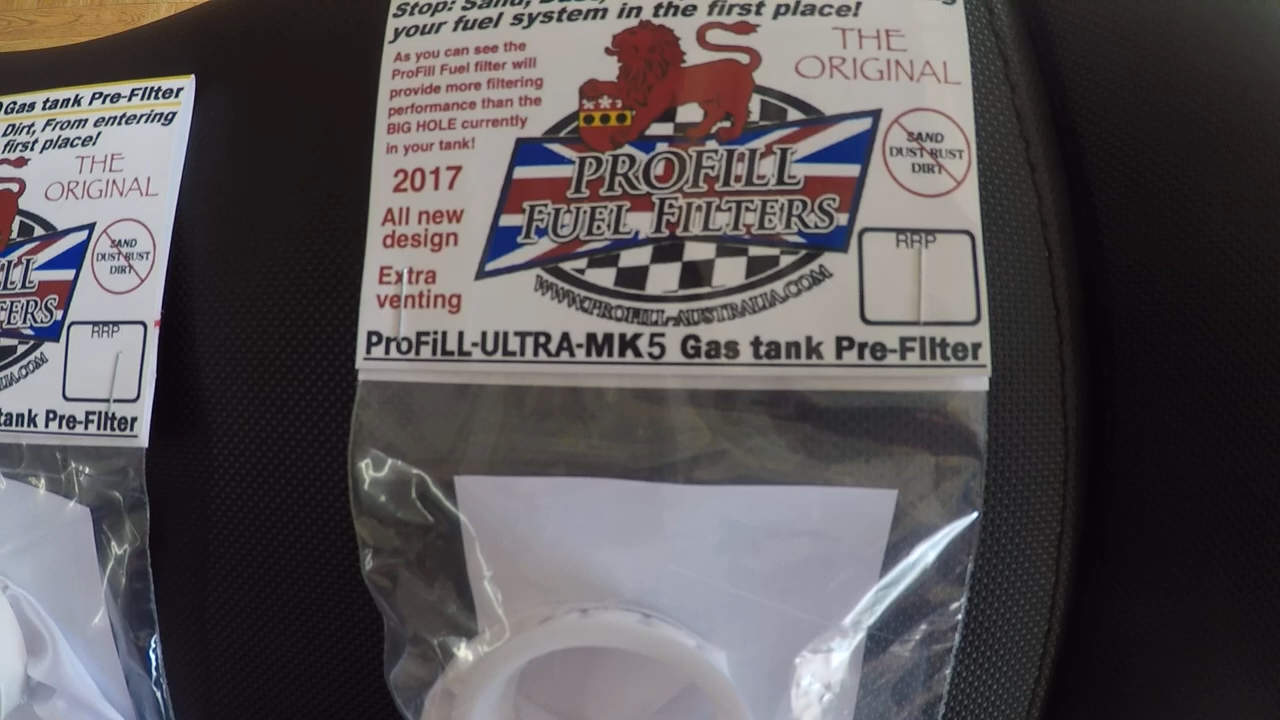 Gas tank Pre-FIlter
Dirt, From entering
first place!
THE
ORIGINAL
SAND
DUST RUST
DIRT
RRP
tank Pre-FIlter
Stop: Sand,
your fuel system in the first place!
As you can see the
ProFill Fuel filter will
provide more filtering
performance than the
BIG HOLE currently
in your tank!
2017
All new
design
Extra
venting
THE
ORIGINAL
SAND
DUST RUST
DIRT
PROFILL
FUEL FILTERS
WWW.PROFILL-AUSTRALIA.COM
RRP
ProFiLL-ULTRA-MK5 Gas tank Pre-FIlter